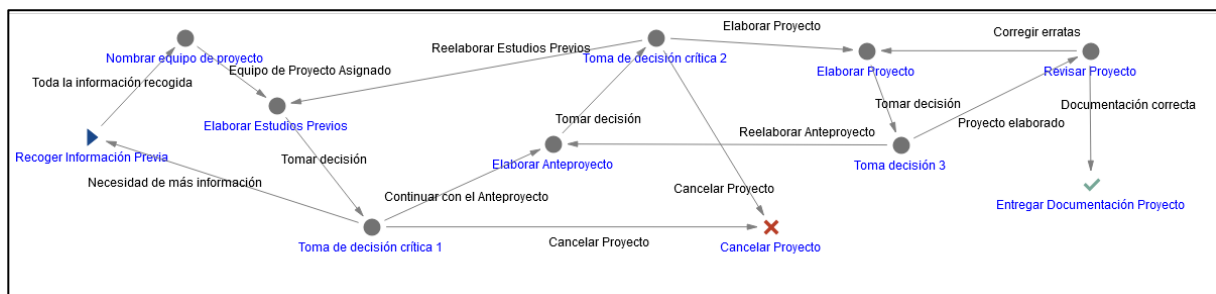 Elaborar Proyecto
Corregir erratas
Reelaborar Estudios Previos
Nombrar equipo de proyecto
Toma de decisión crítica 2
Elaborar Proyecto
Revisar Proyecto
Equipo de Proyecto Asignado
Toda la información recogida
Tomar decisión
Documentación correcta
Elaborar Estudios Previos
Tomar decisión
Proyecto elaborado
Reelaborar Anteproyecto
Recoger Información Previa
Tomar decisión
Elaborar Anteproyecto
Toma decisión 3
Necesidad de más información
Continuar con el Anteproyecto
Cancelar Proyecto
Entregar Documentación Proyecto
Toma de decisión crítica 1
Cancelar Proyecto
Cancelar Proyecto